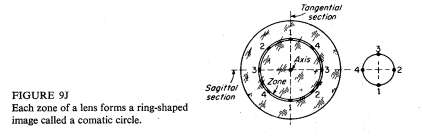 Tangential
section
1
2
4
Axis
3
3
Zone
Sagittal
section
4
2
1
3
4
2
1
FIGURE 9J
Each zone of a lens forms a ring-shaped
image called a comatic circle.